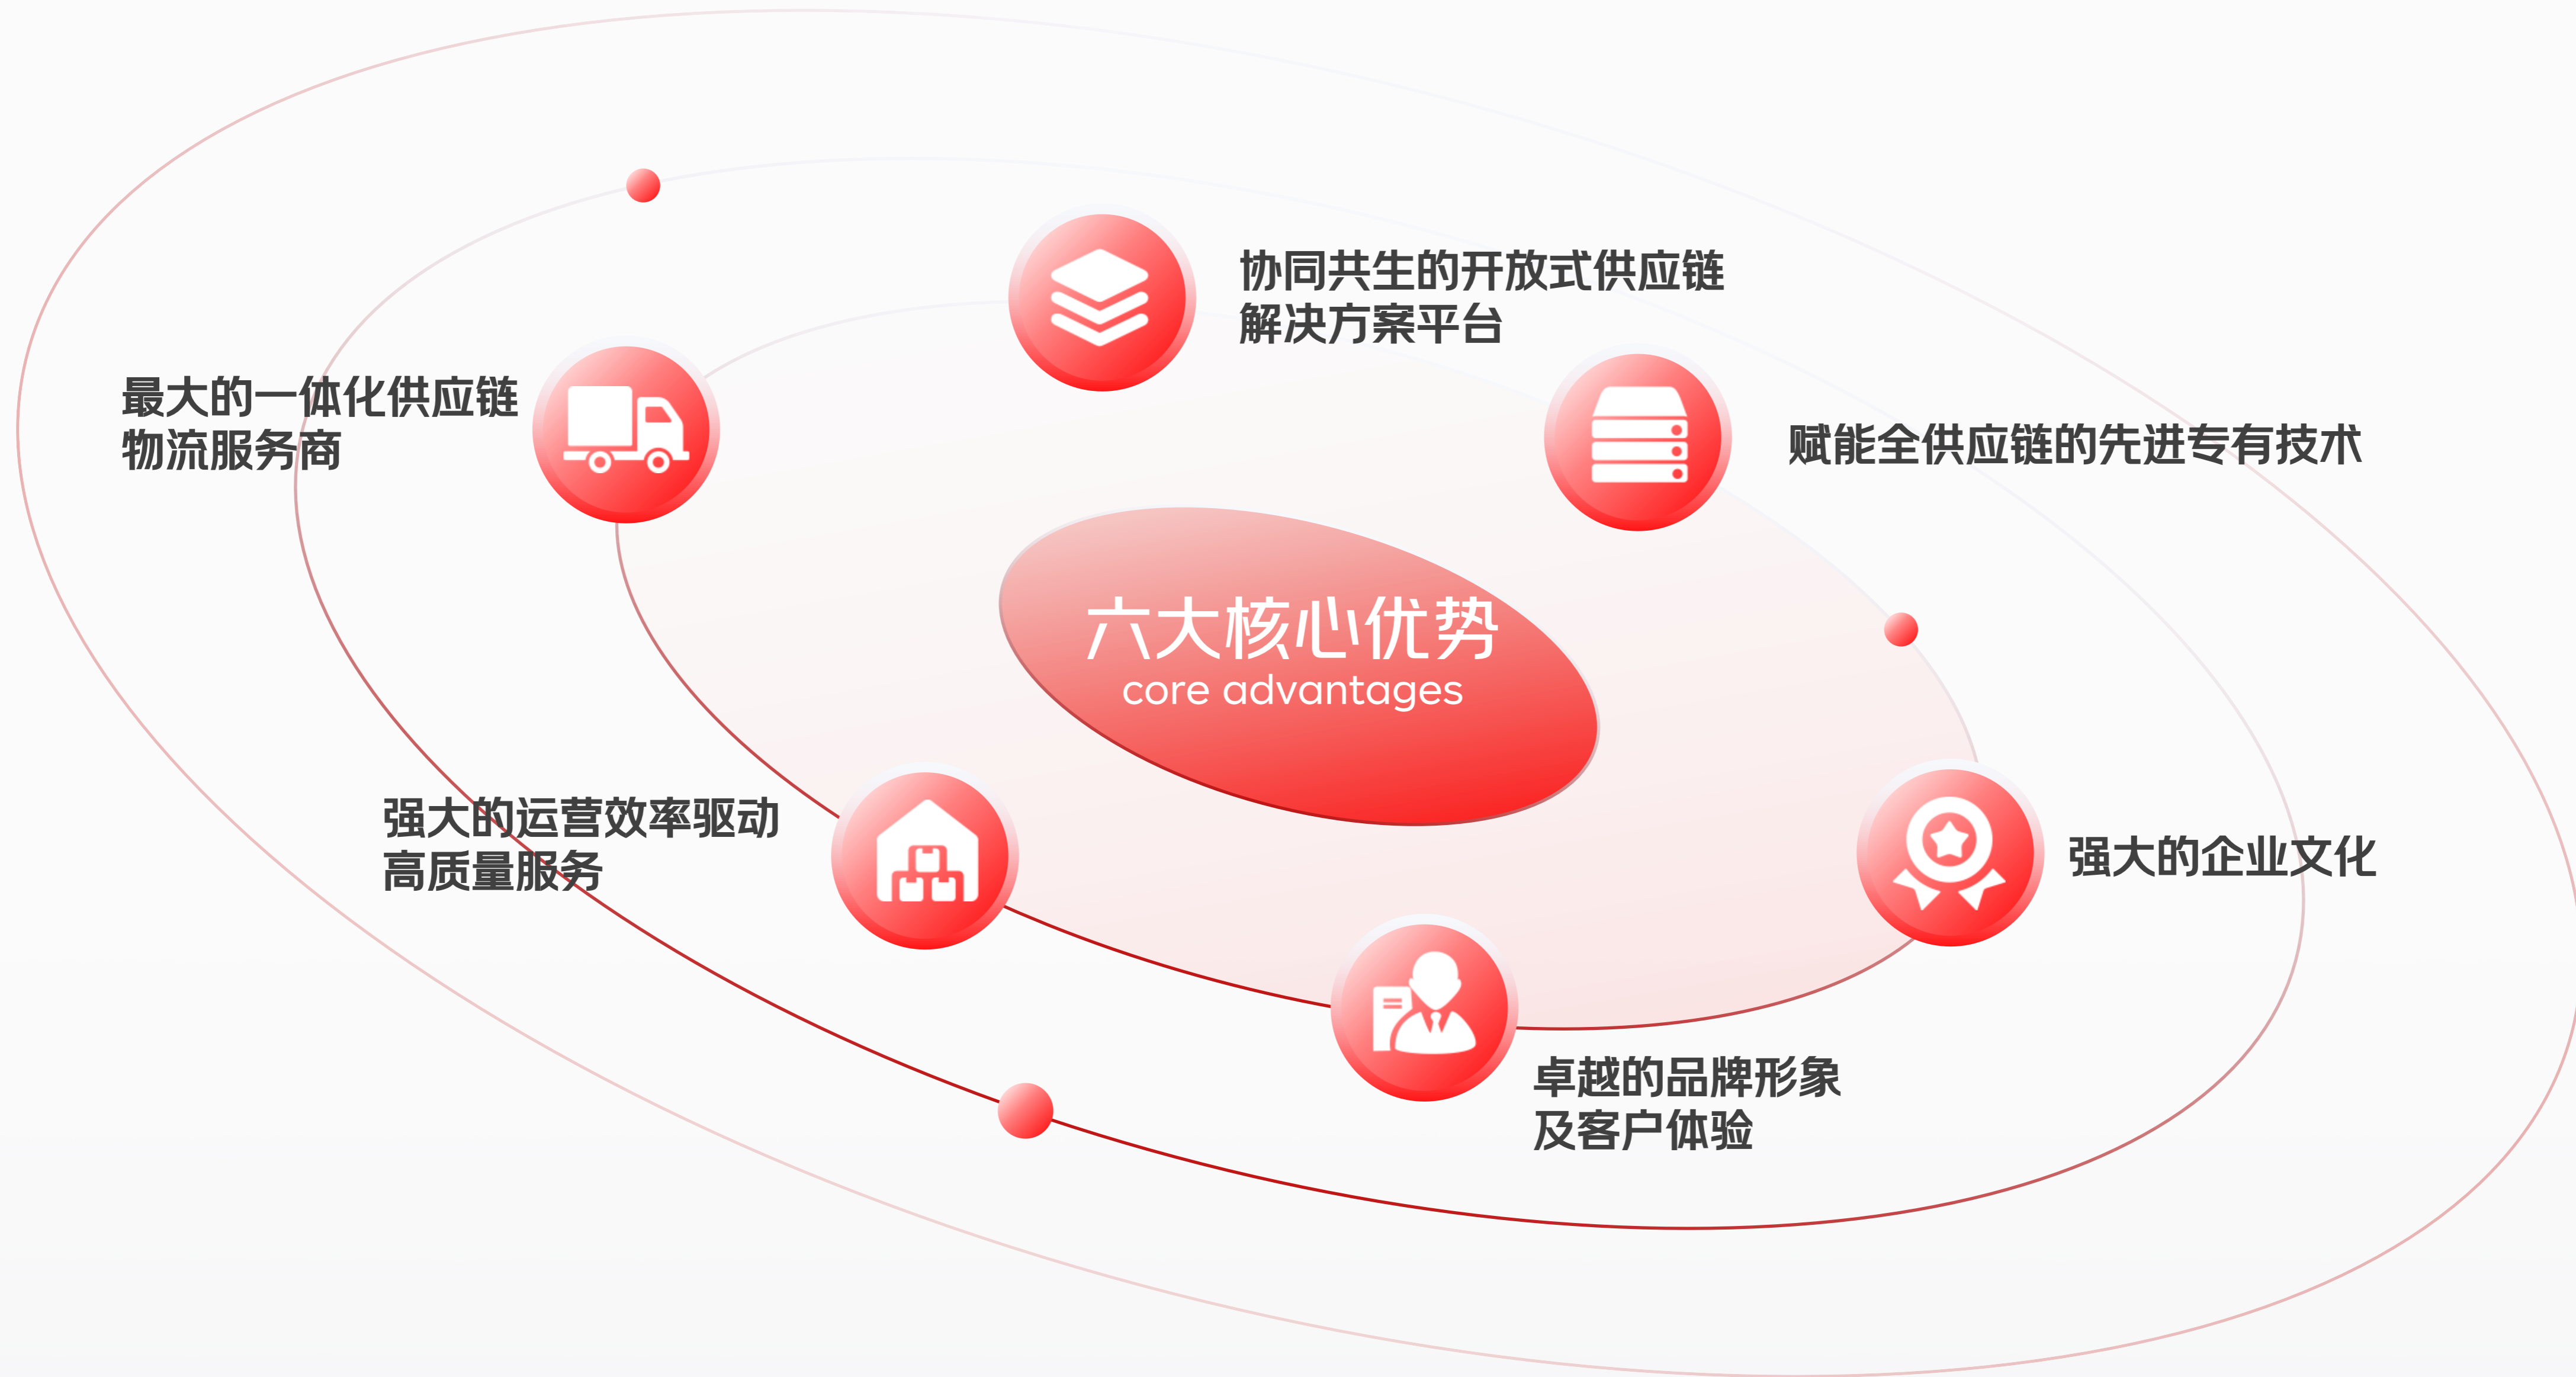 协同共生的开放式供应链
解决方案平台
最大的一体化供应链
物流服务商
赋能全供应链的先进专有技术
六大核心优势
core advantages
强大的运营效率驱动
高质量服务
强大的企业文化
卓越的品牌形象
及客户体验